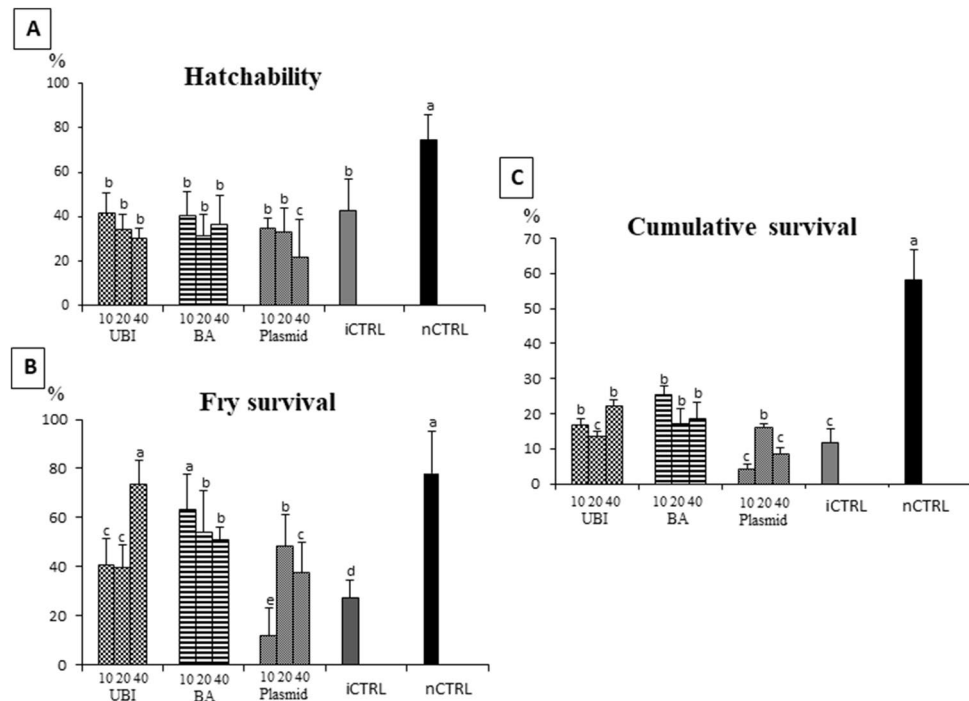 A
%
Hatchability
100
80
60
40
20
0
b b b b b b b b c b a
10 20 40 10 20 40 10 20 40
UBI BA Plasmid iCTRL nCTRL
B
%
Fry survival
100
80
60
40
20
0
c c a a b b e b c d a
10 20 40 10 20 40 10 20 40
UBI BA Plasmid iCTRL nCTRL
C
%
Cumulative survival
70
60
50
40
30
20
10
0
b c b b b b c b c c a
10 20 40 10 20 40 10 20 40
UBI BA Plasmid iCTRL nCTRL